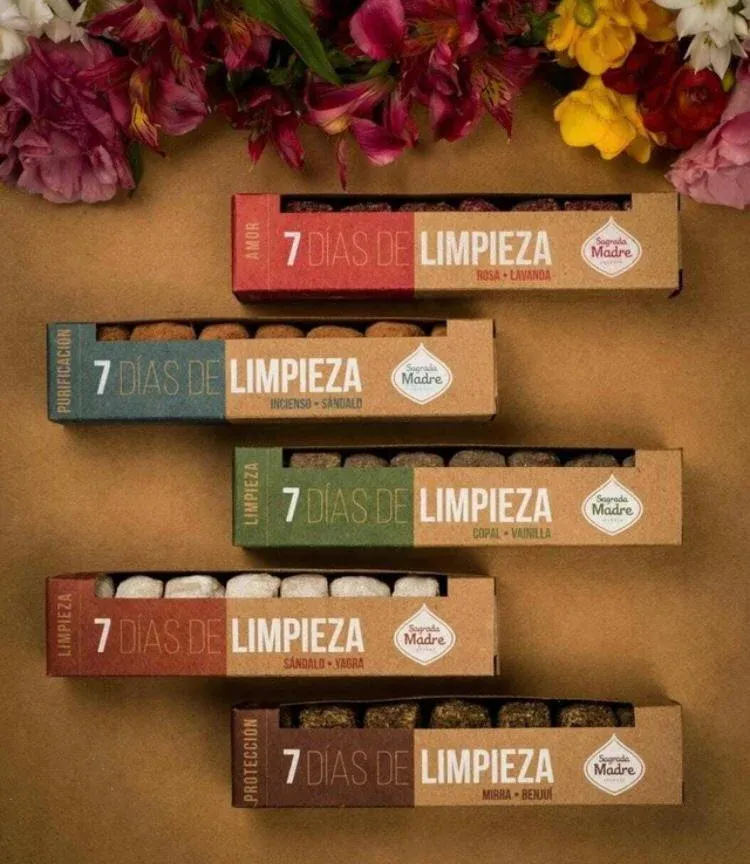 AMOR
7 DÍAS DE LIMPIEZA
ROSA • LAVANDA
Sagrada
Madre
PURIFICACIÓN
7 DÍAS DE LIMPIEZA
INCIENSO • SÁNDALO
Sagrada
Madre
LIMPIEZA
7 DÍAS DE LIMPIEZA
COPAL • VAINILLA
Sagrada
Madre
LIMPIEZA
7 DÍAS DE LIMPIEZA
SÁNDALO • YAGRA
Sagrada
Madre
PROTECCIÓN
7 DÍAS DE LIMPIEZA
MIRRA • BENJUÍ
Sagrada
Madre